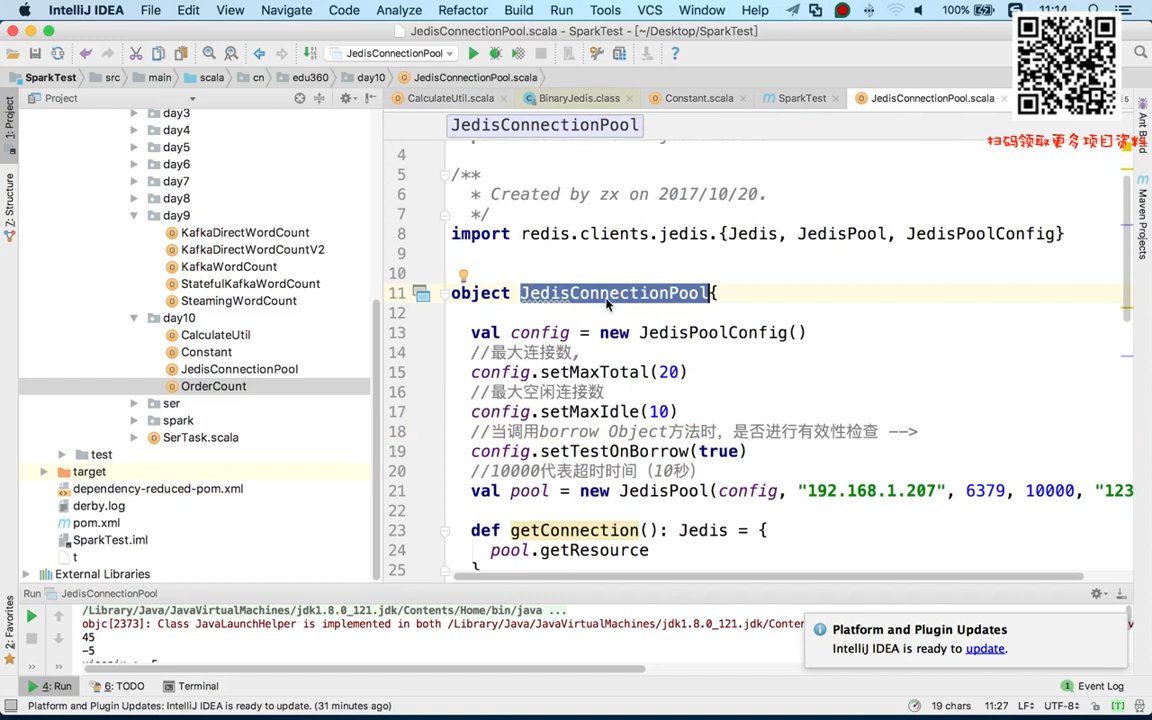 IntelliJ IDEA File Edit View Navigate Code Analyze Refactor Build Run Tools VCS Window Help 100% 11:14
JedisConnectionPool.scala - SparkTest - [~/Desktop/SparkTest]
JedisConnectionPool
SparkTest src main scala cn edu360 day10 JedisConnectionPool.scala
扫码领取更多项目资料
Project
CalculateUtil.scala BinaryJedis.class Constant.scala SparkTest JedisConnectionPool.scala
1: Project
Z: Structure
2: Favorites
Ant Build
Maven Projects
day3
day4
day5
day6
day7
day8
day9
KafkaDirectWordCount
KafkaDirectWordCountV2
KafkaWordCount
StatefulKafkaWordCount
SteamingWordCount
day10
CalculateUtil
Constant
JedisConnectionPool
OrderCount
ser
spark
SerTask.scala
test
target
dependency-reduced-pom.xml
derby.log
pom.xml
SparkTest.iml
t
External Libraries
JedisConnectionPool
4
5 /**
6 * Created by zx on 2017/10/20.
7 */
8 import redis.clients.jedis.{Jedis, JedisPool, JedisPoolConfig}
9
10
11 object JedisConnectionPool{
12
13 val config = new JedisPoolConfig()
14 //最大连接数,
15 config.setMaxTotal(20)
16 //最大空闲连接数
17 config.setMaxIdle(10)
18 //当调用borrow Object方法时，是否进行有效性检查 -->
19 config.setTestOnBorrow(true)
20 //10000代表超时时间（10秒）
21 val pool = new JedisPool(config, "192.168.1.207", 6379, 10000, "123
22
23 def getConnection(): Jedis = {
24 pool.getResource
25 }
Run JedisConnectionPool
/Library/Java/JavaVirtualMachines/jdk1.8.0_121.jdk/Contents/Home/bin/java ...
objc[2373]: Class JavaLaunchHelper is implemented in both /Library/Java/JavaVirtualMachines/jdk1.8.0_121.jdk/Conter
45
-5
Platform and Plugin Updates
IntelliJ IDEA is ready to update.
4: Run 6: TODO Terminal 1 Event Log
Platform and Plugin Updates: IntelliJ IDEA is ready to update. (31 minutes ago) 19 chars 11:27 LF UTF-8